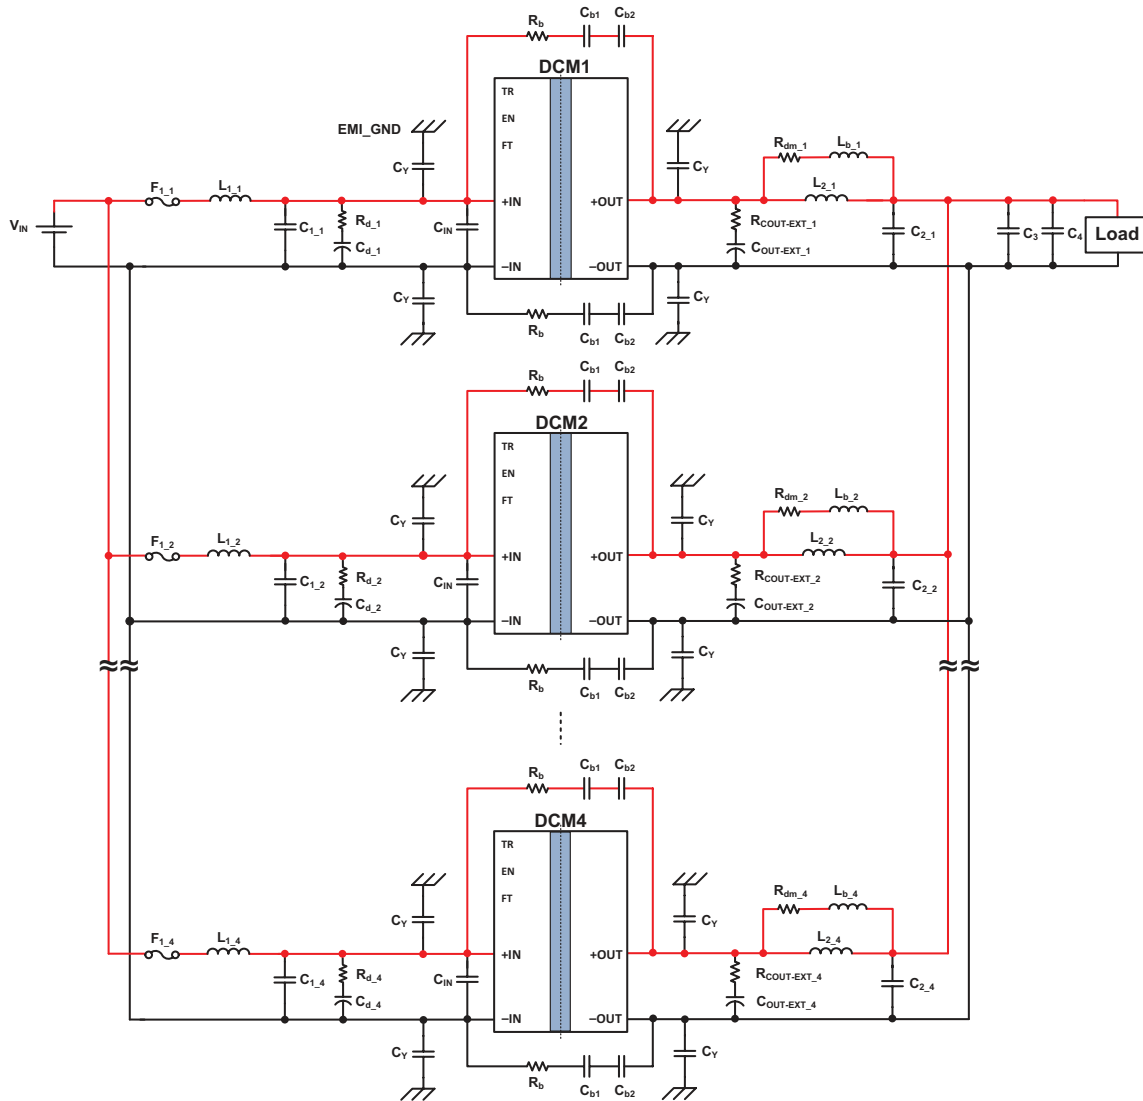 Rb Cb1 Cb2
DCM1
TR
EN
FT
EMI_GND
CY
CY
Rdm_1 Lb_1
F1_1 L1_1
L2_1
VIN
+IN
+OUT
C1_1
Rd_1
Cd_1
CIN
RCOUT-EXT_1
COUT-EXT_1
C2_1
C3
C4
Load
–IN
–OUT
CY
CY
Rb
Cb1 Cb2
Rb Cb1 Cb2
DCM2
TR
EN
FT
CY
CY
Rdm_2 Lb_2
F1_2 L1_2
L2_2
+IN
+OUT
C1_2
Rd_2
Cd_2
CIN
RCOUT-EXT_2
COUT-EXT_2
C2_2
–IN
–OUT
CY
CY
Rb
Cb1 Cb2
Rb Cb1 Cb2
DCM4
TR
EN
FT
CY
CY
Rdm_4 Lb_4
F1_4 L1_4
L2_4
+IN
+OUT
C1_4
Rd_4
Cd_4
CIN
RCOUT-EXT_4
COUT-EXT_4
C2_4
–IN
–OUT
CY
CY
Rb
Cb1 Cb2